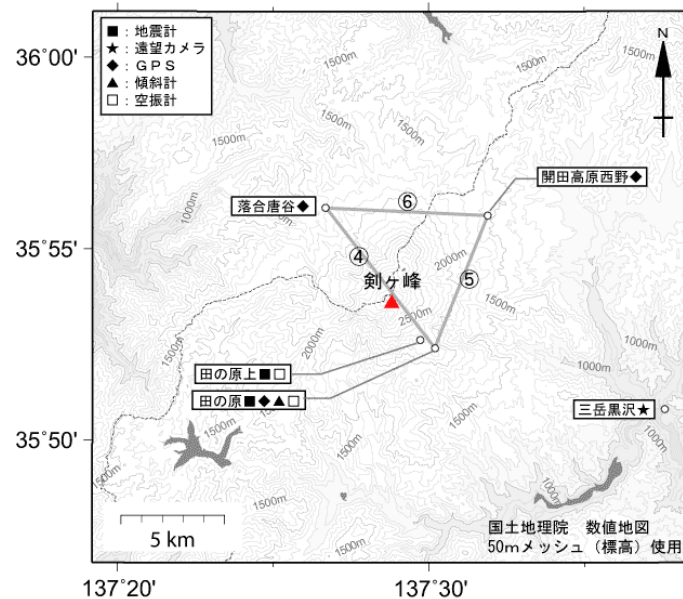 ■：地震計
★：遠望カメラ
◆：ＧＰＳ
▲：傾斜計
□：空振計
N
36°00'
35°55'
35°50'
137°20'
137°30'
1500m
1500m
1500m
1000m
開田高原西野◆
落合唐谷◆
⑥
④
⑤
2000m
剣ヶ峰
1500m
2500m
1500m
2000m
1000m
田の原上■□
田の原■◆▲□
三岳黒沢★
1500m
1500m
1000m
1500m
1500m
1500m
1000m
5 km
国土地理院　数値地図
50mメッシュ（標高）使用